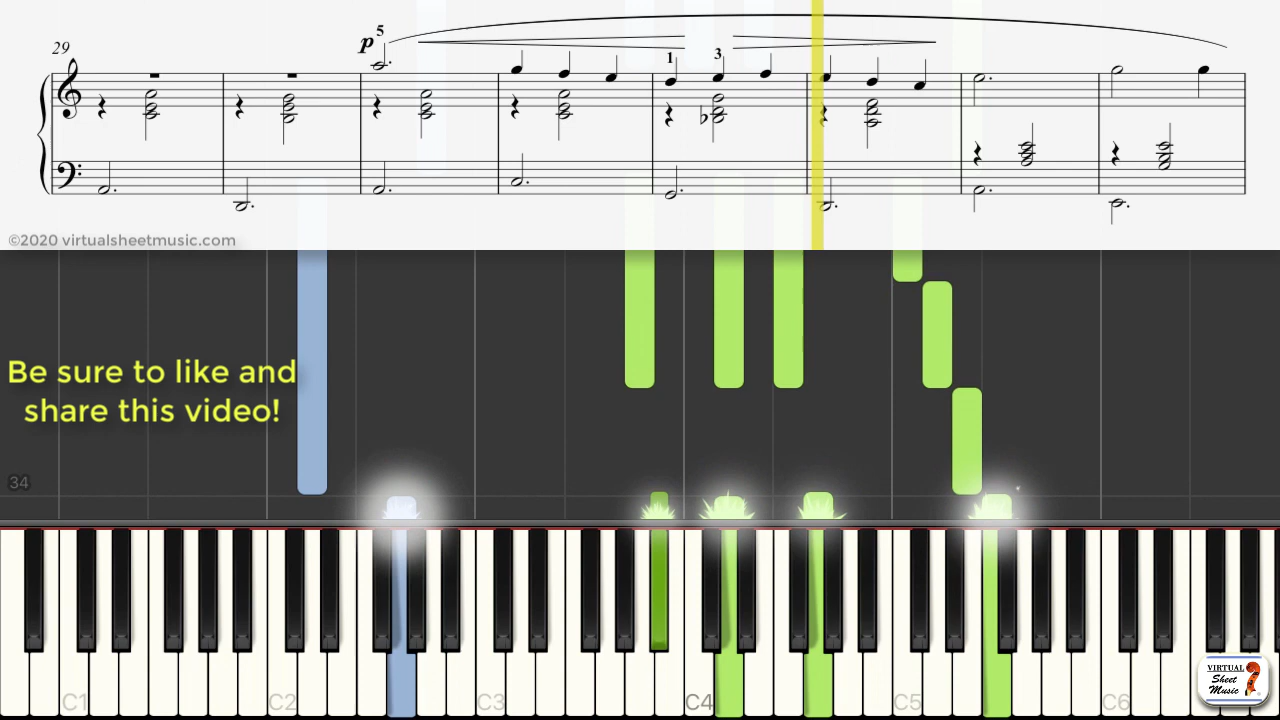 29
p
5
1
3
©2020 virtualsheetmusic.com
Be sure to like and
share this video!
34
C1 C2 C3 C4 C5 C6
VIRTUAL
Sheet
Music